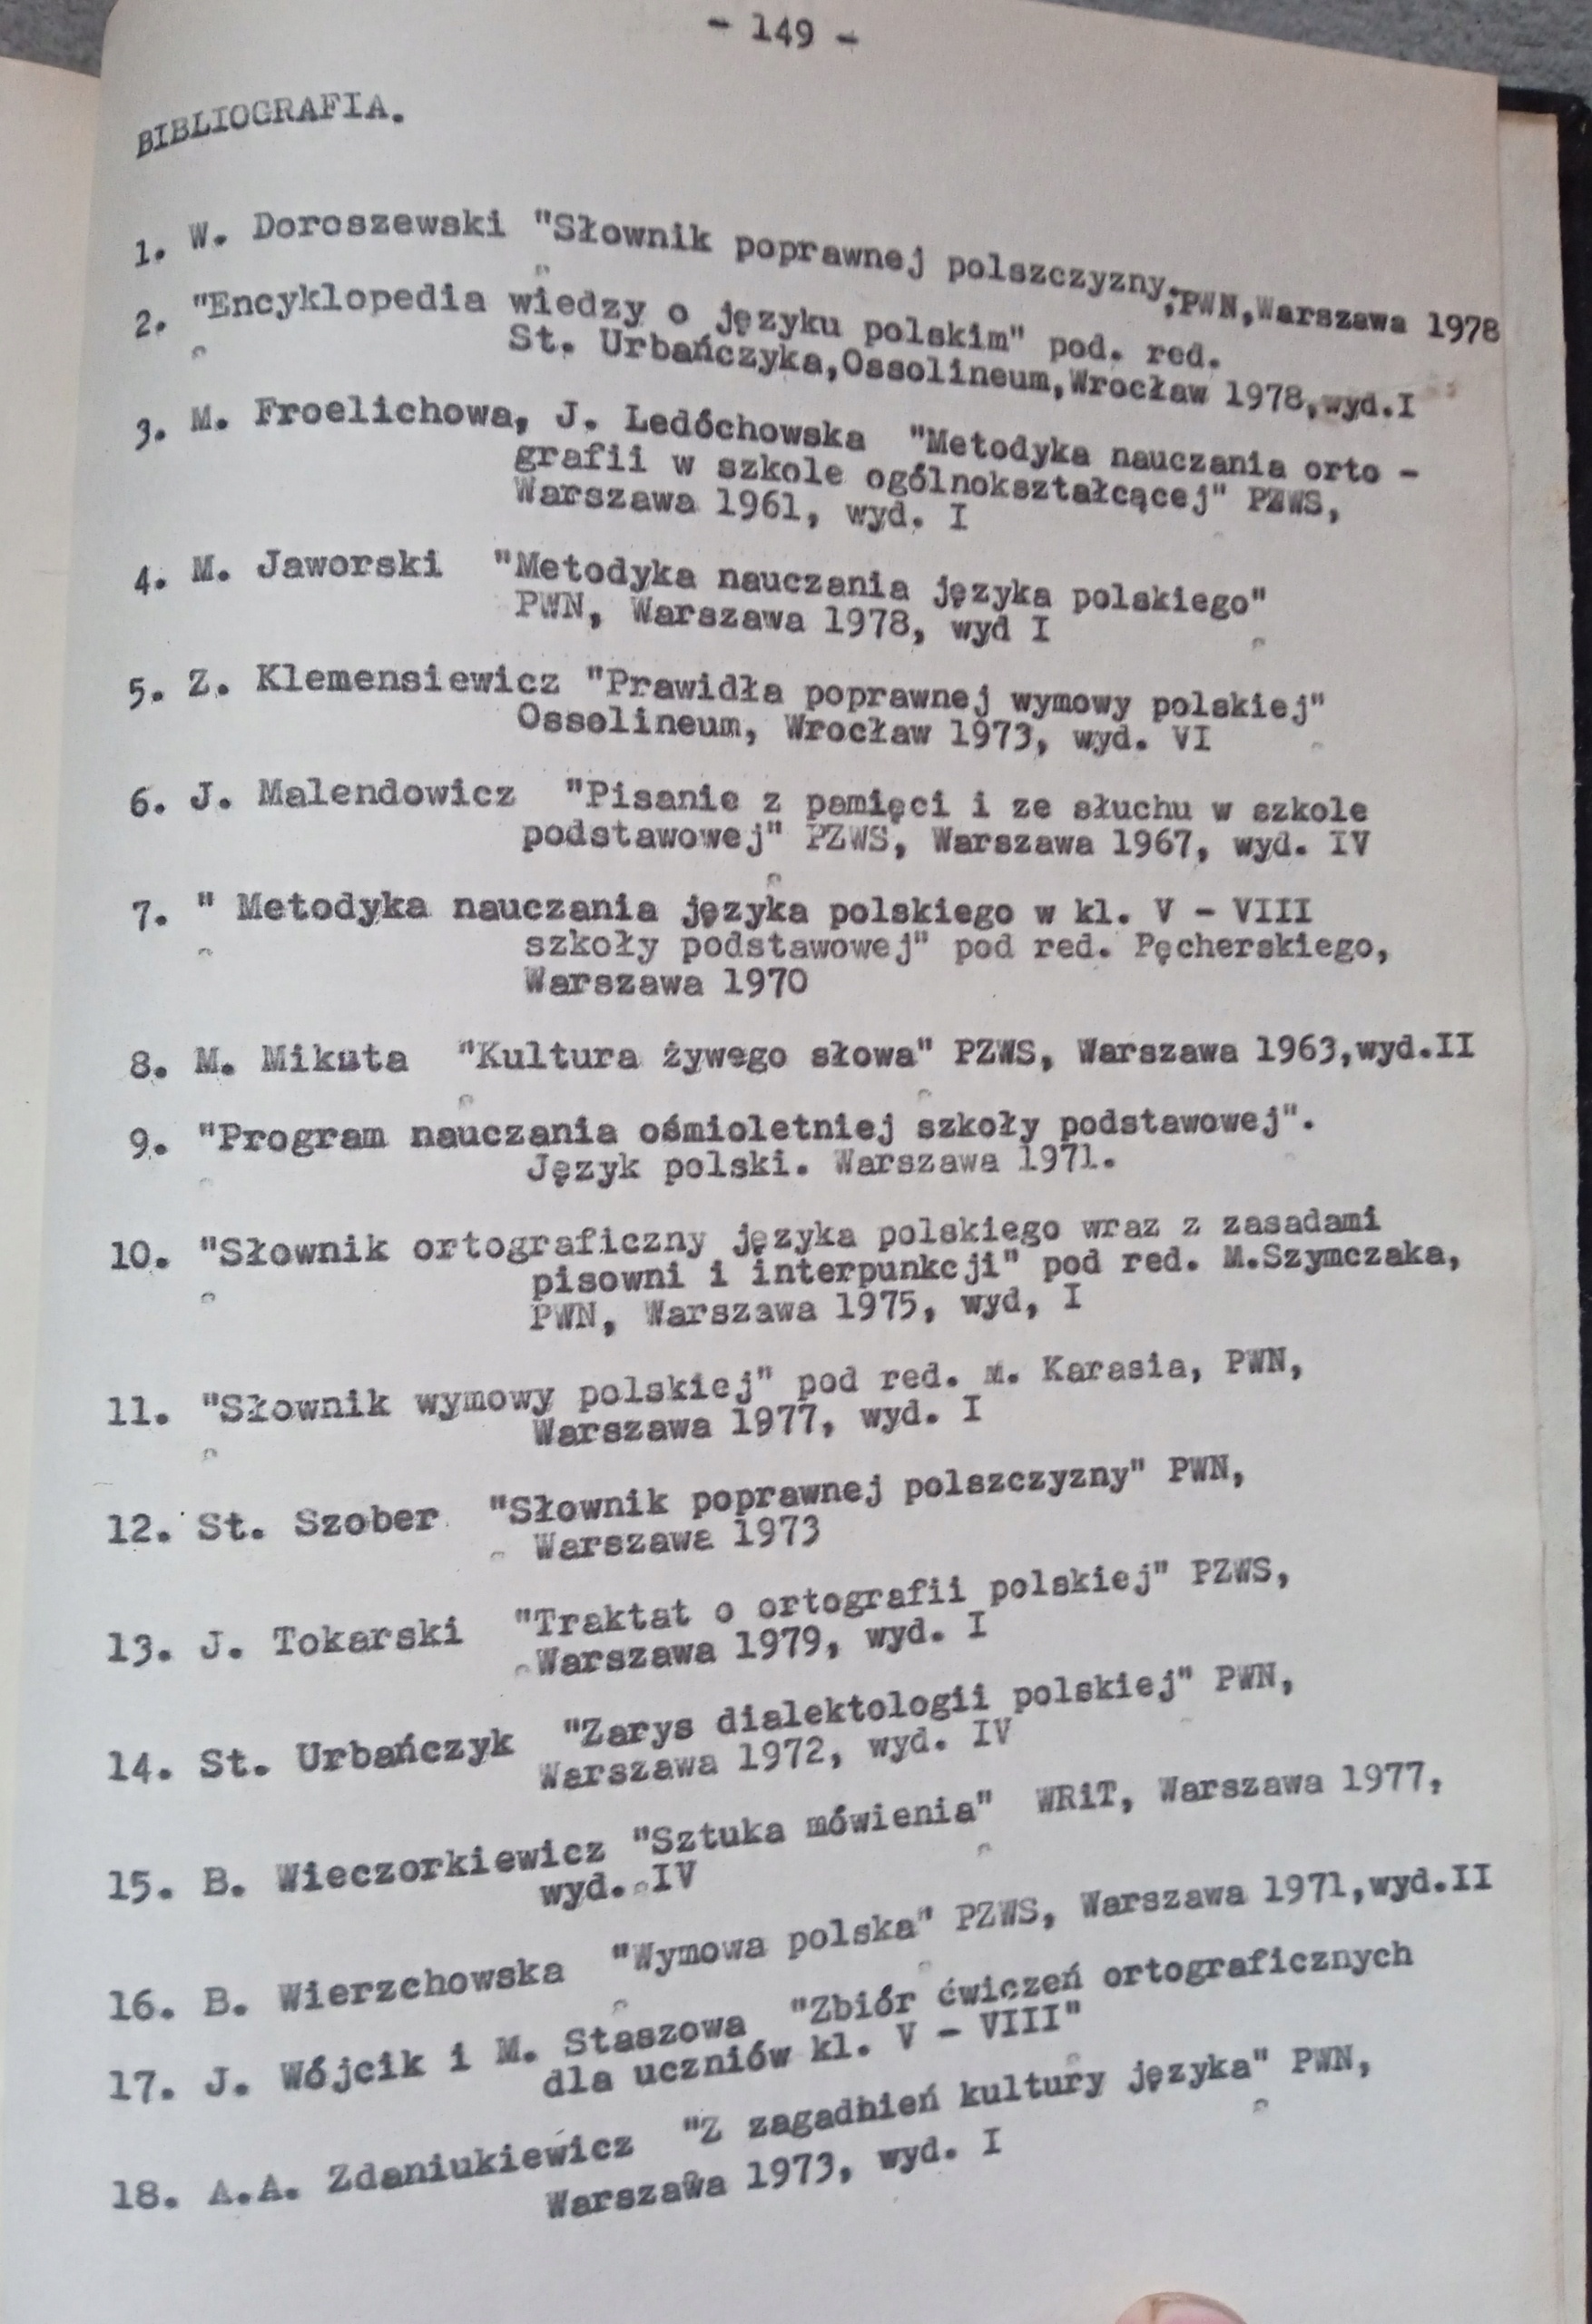 - 149 -
BIBLIOGRAFIA.
1. W. Doroszewski "Słownik poprawnej polszczyzny,"PWN,Warszawa 1978
2. "Encyklopedia wiedzy o języku polskim" pod. red.
St. Urbańczyka,Ossolineum,Wrocław 1978,wyd.I
3. M. Froelichowa, J. Ledóchowska "Metodyka nauczania orto -
grafii w szkole ogólnokształcącej" PZWS,
Warszawa 1961, wyd. I
4. M. Jaworski "Metodyka nauczania języka polskiego"
PWN, Warszawa 1978, wyd I
5. Z. Klemensiewicz "Prawidła poprawnej wymowy polskiej"
Ossolineum, Wrocław 1973, wyd. VI
6. J. Malendowicz "Pisanie z pamięci i ze słuchu w szkole
podstawowej" PZWS, Warszawa 1967, wyd. IV
7. " Metodyka nauczania języka polskiego w kl. V - VIII
szkoły podstawowej" pod red. Pęcherskiego,
Warszawa 1970
8. M. Mikuta "Kultura żywego słowa" PZWS, Warszawa 1963,wyd.II
9. "Program nauczania ośmioletniej szkoły podstawowej".
Język polski. Warszawa 1971.
10. "Słownik ortograficzny języka polskiego wraz z zasadami
pisowni i interpunkcji" pod red. M.Szymczaka,
PWN, Warszawa 1975, wyd, I
11. "Słownik wymowy polskiej" pod red. M. Karasia, PWN,
Warszawa 1977, wyd. I
12. St. Szober "Słownik poprawnej polszczyzny" PWN,
Warszawa 1973
13. J. Tokarski "Traktat o ortografii polskiej" PZWS,
Warszawa 1979, wyd. I
14. St. Urbańczyk "Zarys dialektologii polskiej" PWN,
Warszawa 1972, wyd. IV
15. B. Wieczorkiewicz "Sztuka mówienia" WRiT, Warszawa 1977,
wyd. IV
16. B. Wierzchowska "Wymowa polska" PZWS, Warszawa 1971,wyd.II
17. J. Wójcik i M. Staszowa "Zbiór ćwiczeń ortograficznych
dla uczniów kl. V - VIII"
18. A.A. Zdaniukiewicz "Z zagadnień kultury języka" PWN,
Warszawa 1973, wyd. I